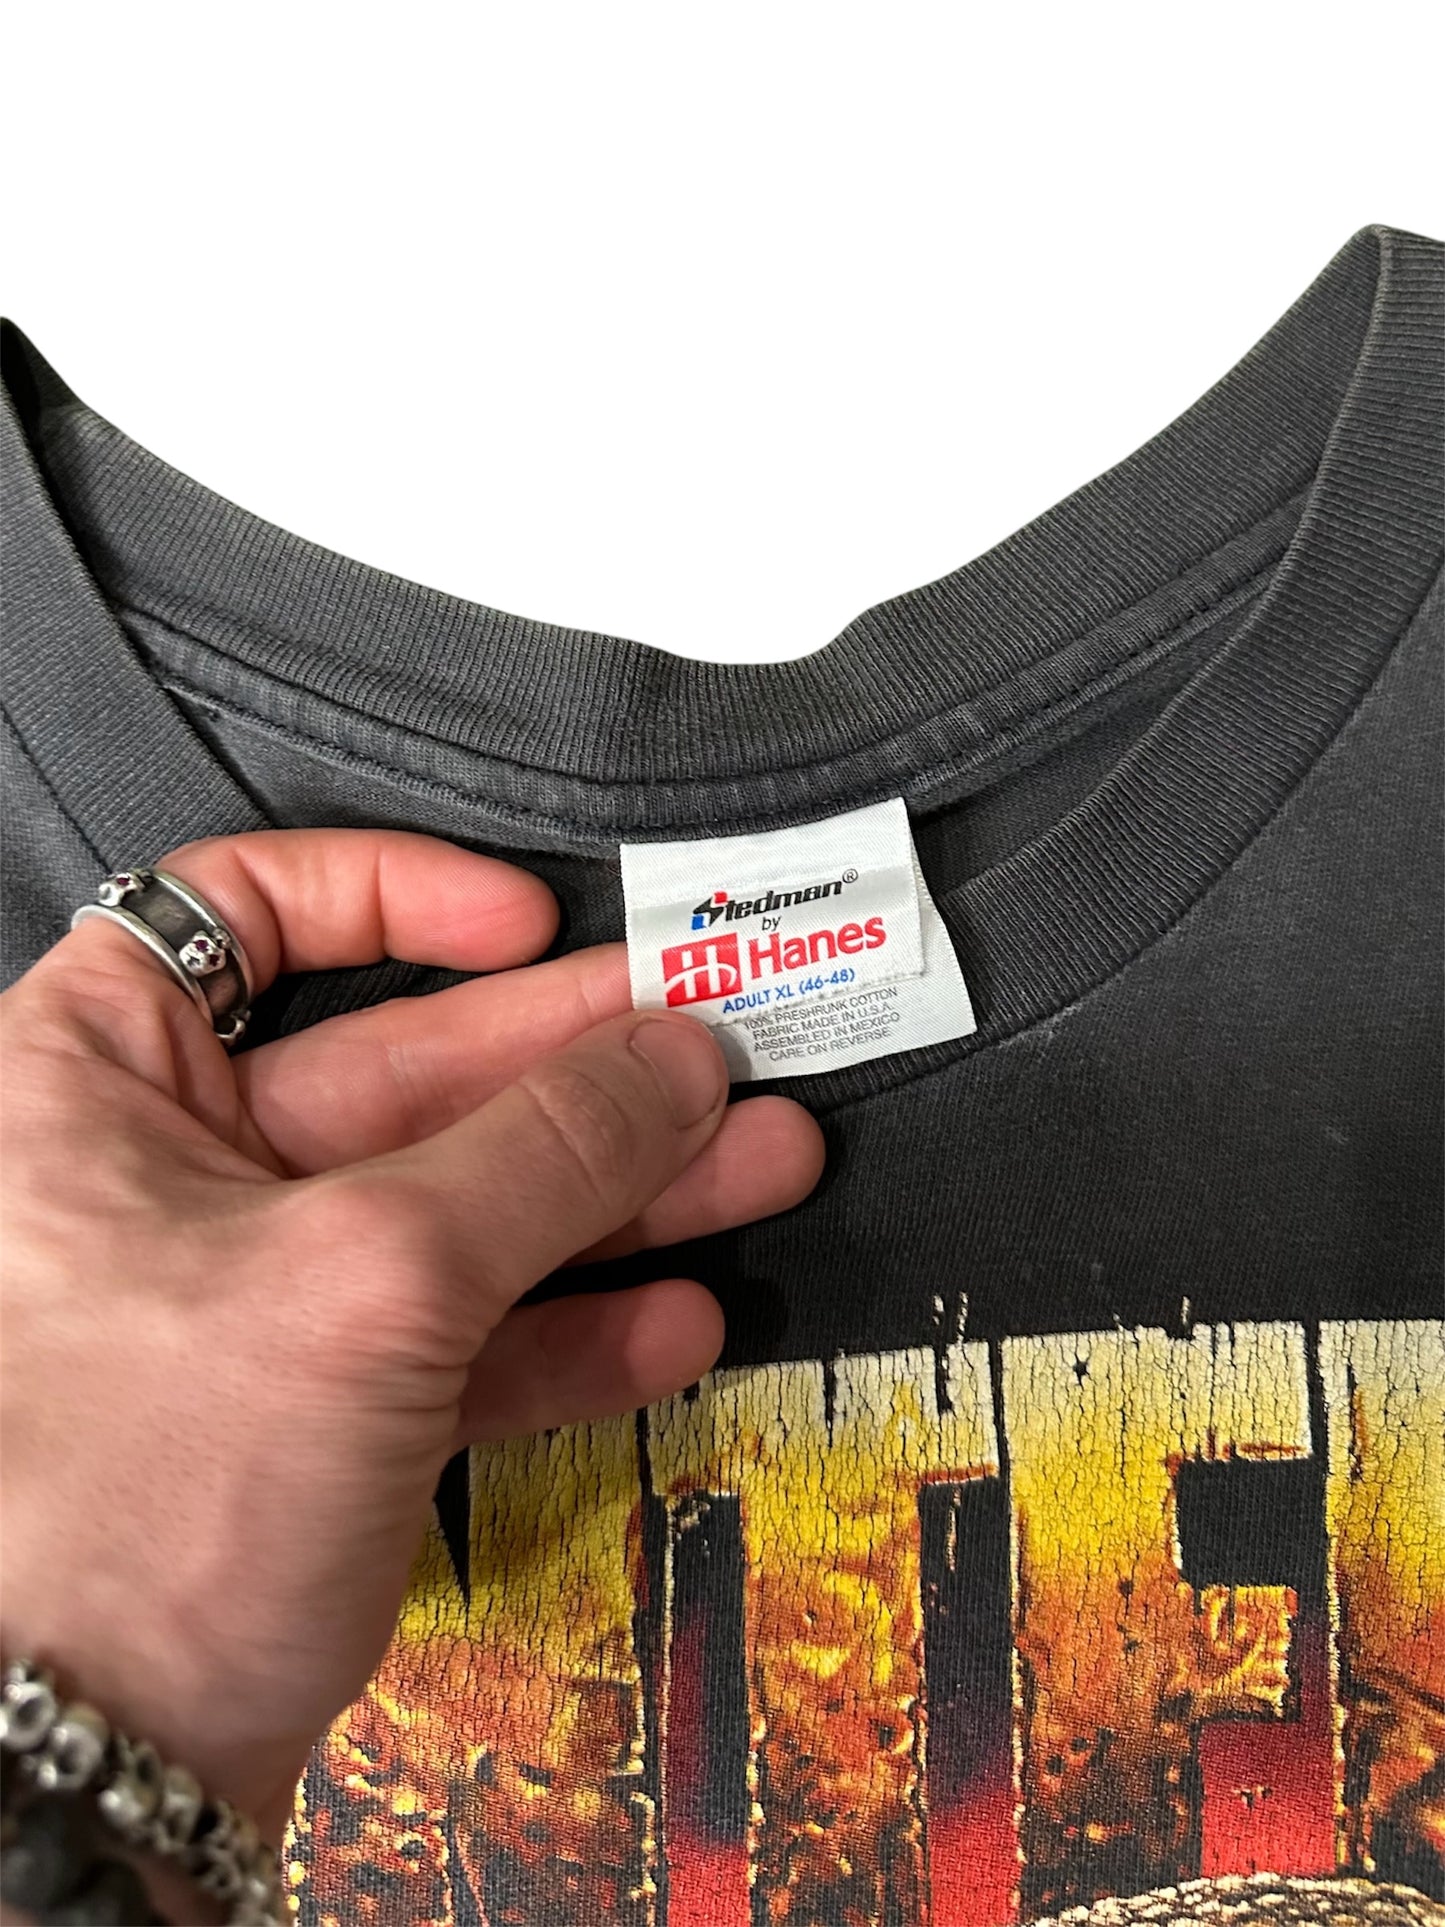 Stedman®
by
Hanes
ADULT XL (46-48)
100% PRESHRUNK COTTON
FABRIC MADE IN U.S.A.
ASSEMBLED IN MEXICO
CARE ON REVERSE